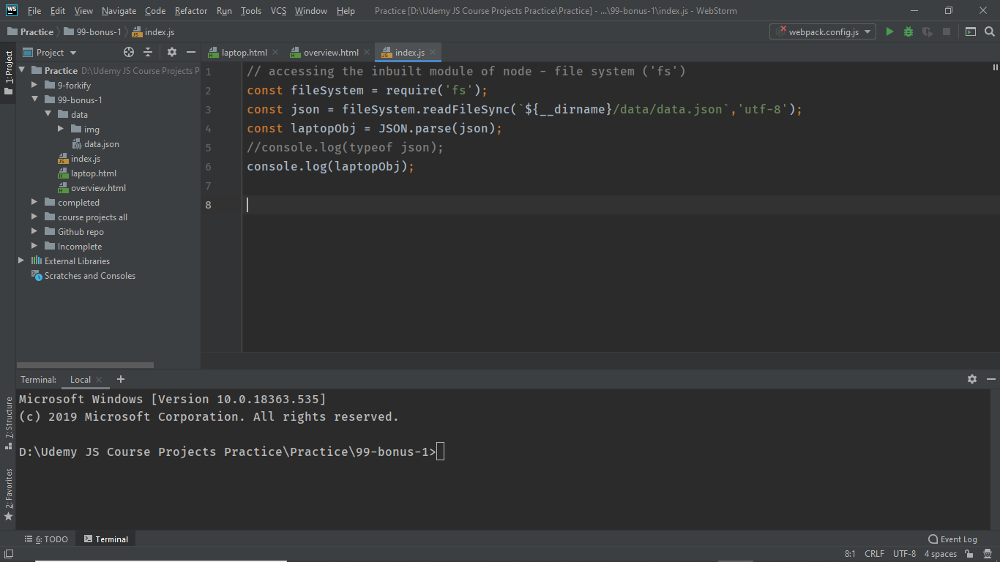 WS File Edit View Navigate Code Refactor Run Tools VCS Window Help Practice [D:\Udemy JS Course Projects Practice\Practice] - ...\99-bonus-1\index.js - WebStorm
Practice 99-bonus-1 JS index.js webpack.config.js
1: Project
Project
laptop.html overview.html index.js
Practice D:\Udemy JS Course Projects P
9-forkify
99-bonus-1
data
img
data.json
index.js
laptop.html
overview.html
completed
course projects all
Github repo
Incomplete
External Libraries
Scratches and Consoles
1 // accessing the inbuilt module of node - file system ('fs')
2 const fileSystem = require('fs');
3 const json = fileSystem.readFileSync(`${__dirname}/data/data.json`,'utf-8');
4 const laptopObj = JSON.parse(json);
5 //console.log(typeof json);
6 console.log(laptopObj);
7
8
Terminal: Local
Microsoft Windows [Version 10.0.18363.535]
(c) 2019 Microsoft Corporation. All rights reserved.
D:\Udemy JS Course Projects Practice\Practice\99-bonus-1>
7: Structure
2: Favorites
6: TODO Terminal Event Log
8:1 CRLF UTF-8 4 spaces